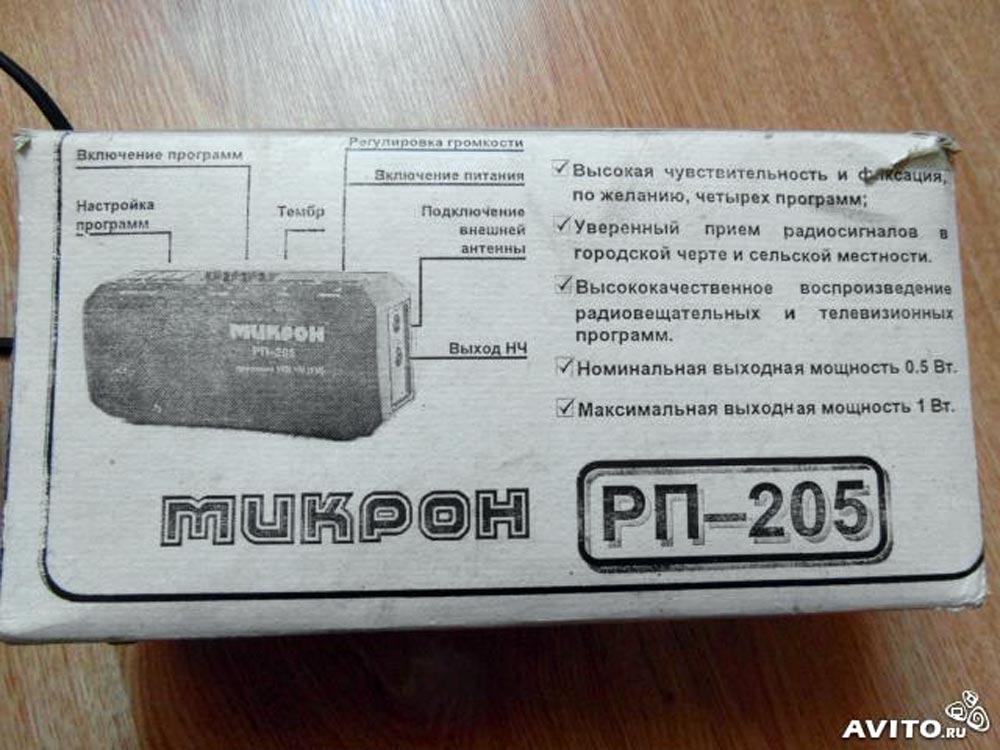 Включение программ
Регулировка громкости
Включение питания
Настройка
программ
Тембр
Подключение
внешней
антенны
Выход НЧ
МИКРОН
РП-205
Высокая чувствительность и фиксация,
по желанию, четырех программ;
Уверенный прием радиосигналов в
городской черте и сельской местности.
Высококачественное воспроизведение
радиовещательных и телевизионных
программ.
Номинальная выходная мощность 0.5 Вт.
Максимальная выходная мощность 1 Вт.
МИКРОН
РП-205
AVITO.RU